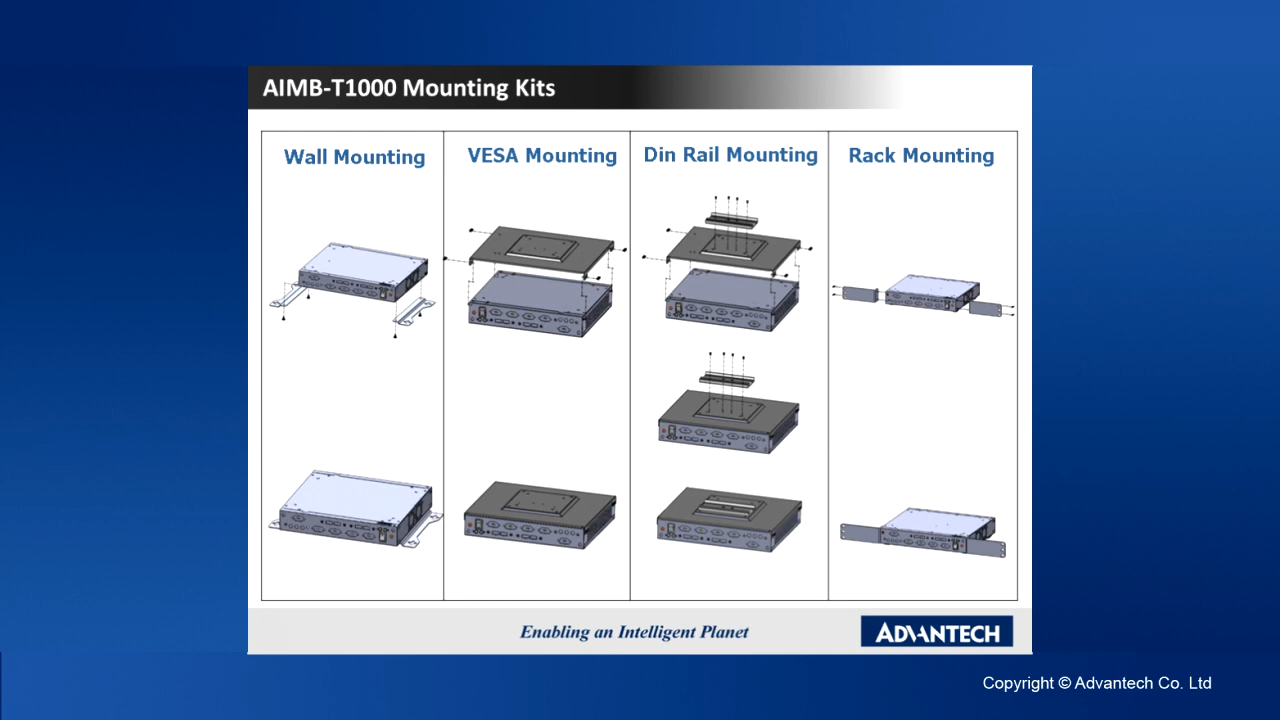 AIMB-T1000 Mounting Kits
Wall Mounting
VESA Mounting
Din Rail Mounting
Rack Mounting
Enabling an Intelligent Planet
ADVANTECH
Copyright © Advantech Co. Ltd